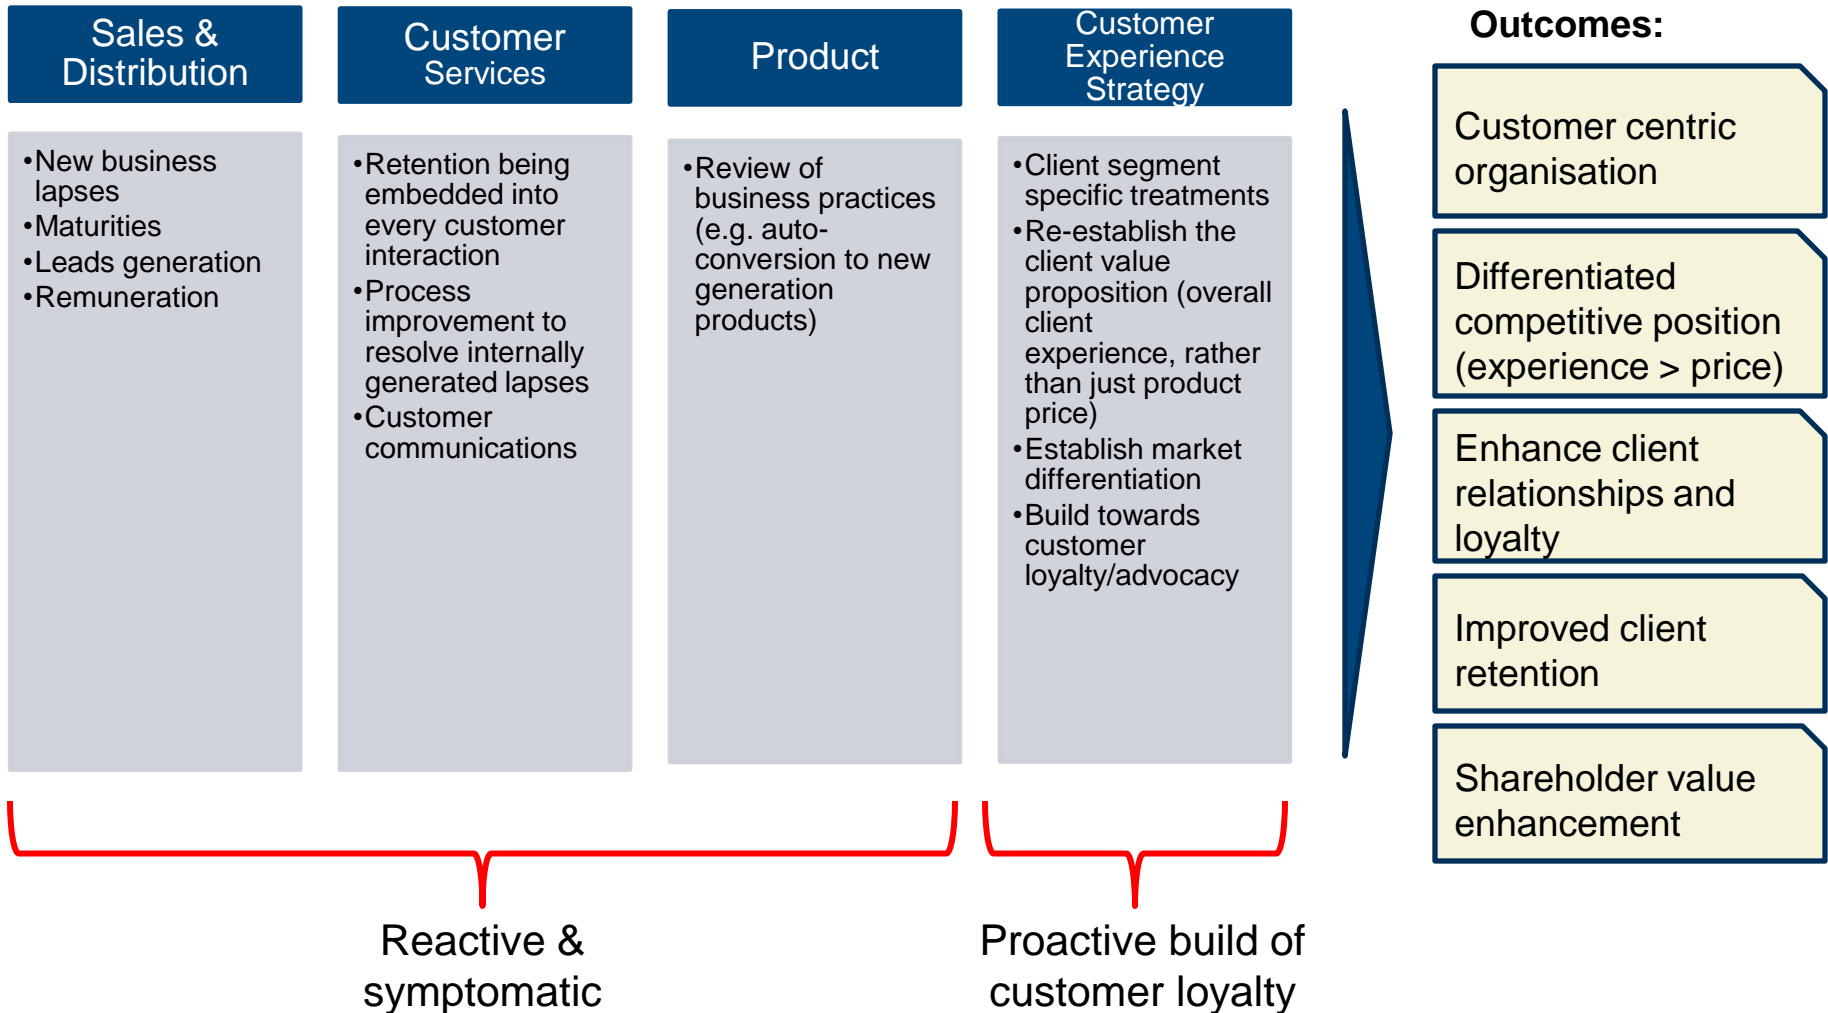 Sales &
Distribution
•New business
lapses
•Maturities
•Leads generation
•Remuneration
Customer
Services
•Retention being
embedded into
every customer
interaction
•Process
improvement to
resolve internally
generated lapses
•Customer
communications
Product
•Review of
business practices
(e.g. auto-
conversion to new
generation
products)
Customer
Experience
Strategy
•Client segment
specific treatments
•Re-establish the
client value
proposition (overall
client
experience, rather
than just product
price)
•Establish market
differentiation
•Build towards
customer
loyalty/advocacy
Reactive &
symptomatic
Proactive build of
customer loyalty
Outcomes:
Customer centric
organisation
Differentiated
competitive position
(experience > price)
Enhance client
relationships and
loyalty
Improved client
retention
Shareholder value
enhancement